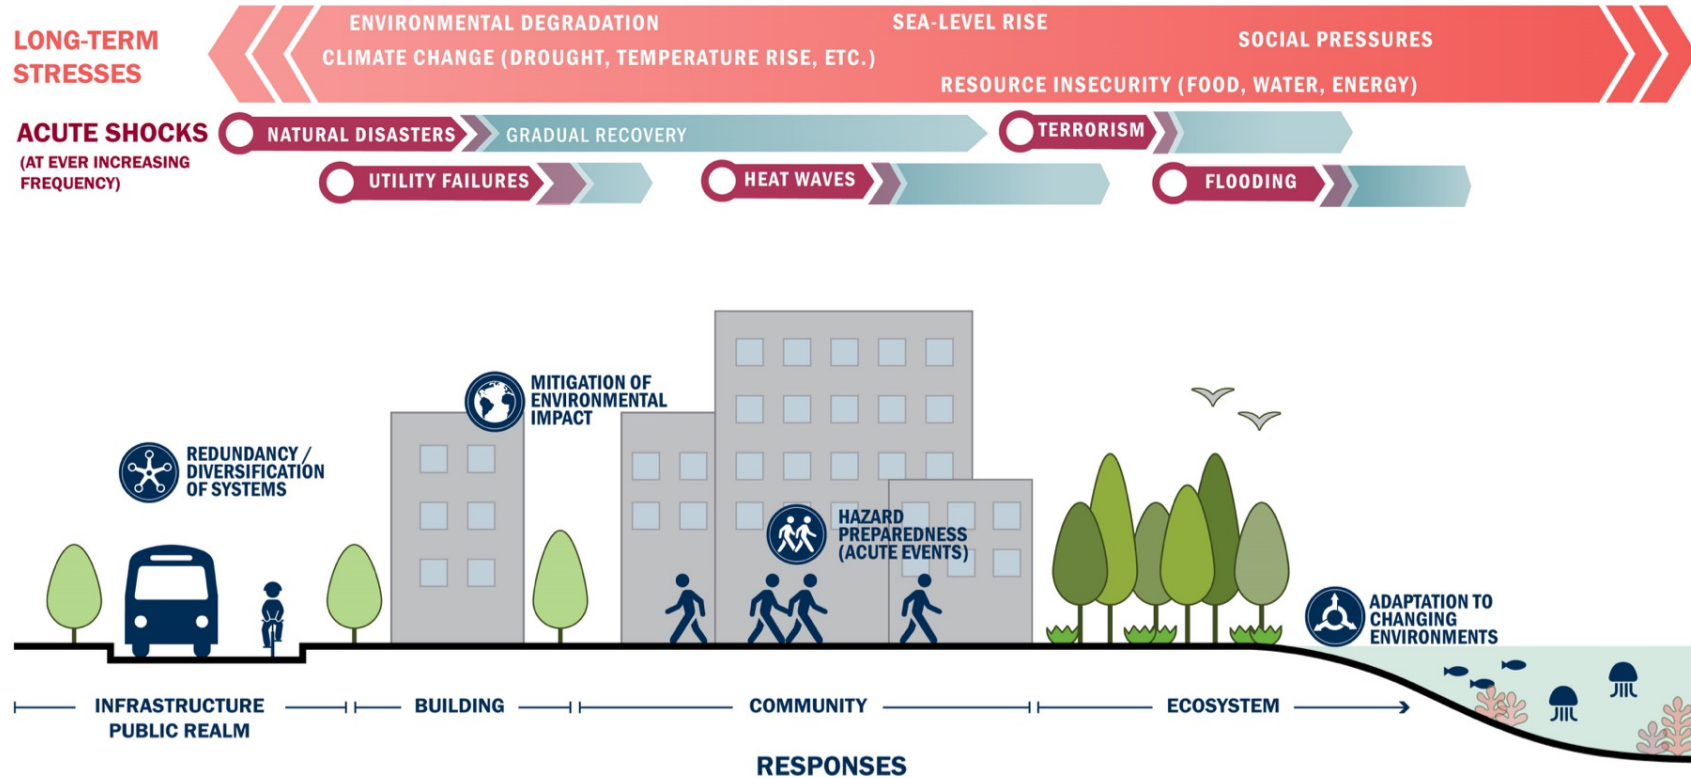 LONG-TERM
STRESSES
ENVIRONMENTAL DEGRADATION
SEA-LEVEL RISE
CLIMATE CHANGE (DROUGHT, TEMPERATURE RISE, ETC.)
SOCIAL PRESSURES
RESOURCE INSECURITY (FOOD, WATER, ENERGY)
ACUTE SHOCKS
(AT EVER INCREASING
FREQUENCY)
NATURAL DISASTERS
GRADUAL RECOVERY
TERRORISM
UTILITY FAILURES
HEAT WAVES
FLOODING
MITIGATION OF
ENVIRONMENTAL
IMPACT
REDUNDANCY /
DIVERSIFICATION
OF SYSTEMS
HAZARD
PREPAREDNESS
(ACUTE EVENTS)
ADAPTATION TO
CHANGING
ENVIRONMENTS
INFRASTRUCTURE
PUBLIC REALM
BUILDING
COMMUNITY
ECOSYSTEM
RESPONSES